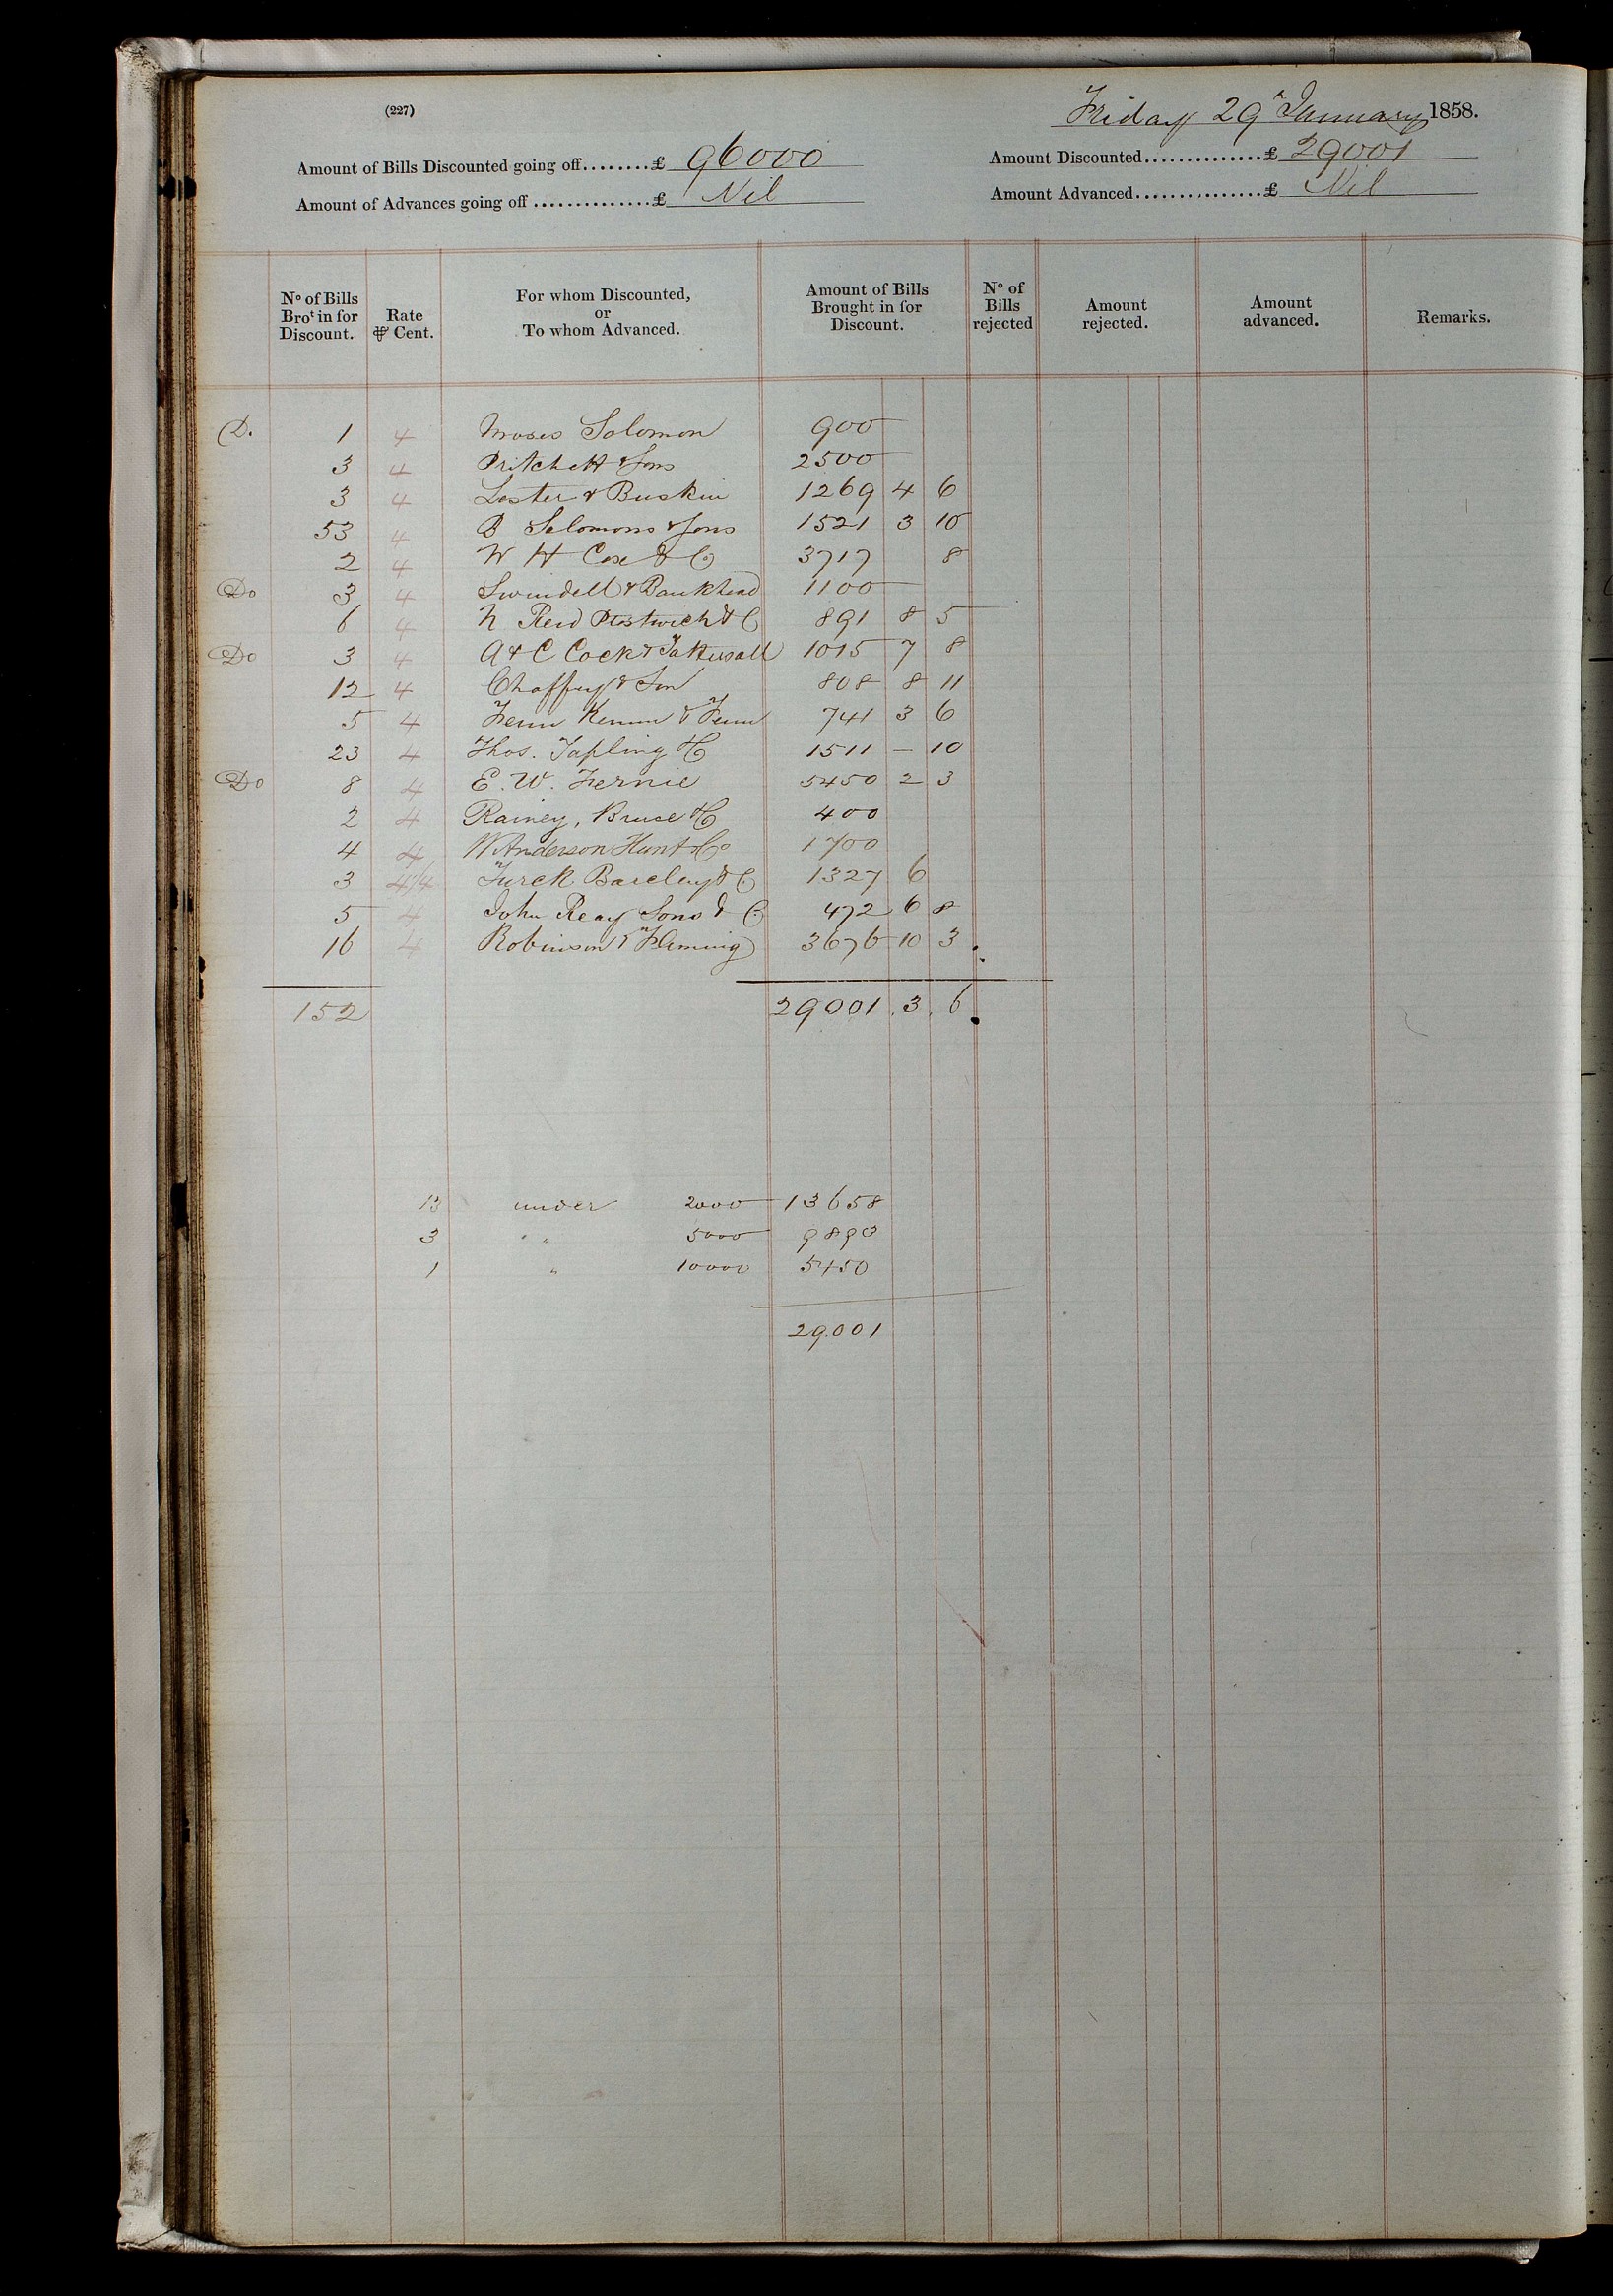 (227)
Friday 29 January 1858.
Amount of Bills Discounted going off........£ 96000
Amount Discounted..............£ 29001
Amount of Advances going off ..............£ Nil
Amount Advanced...............£ Nil
Nº of Bills Broᵗ in for Discount. Rate ⅌ Cent. For whom Discounted, or To whom Advanced. Amount of Bills Brought in for Discount. Nº of Bills rejected Amount rejected. Amount advanced. Remarks.
D. 1 4 Moses Solomon 900
3 4 Pritchett & Sons 2500
3 4 Lester & Buskin 1269 4 6
53 4 B Solomons & Sons 1521 3 10
2 4 W H Cox & Co 3717 8
Do 3 4 Swindell & Bankhead 1100
6 4 N Reid Prestwich & Co 891 8 5
Do 3 4 A & C Cock & Tattersall 1015 7 8
12 4 Chaffey & Son 808 8 11
5 4 Fenn & Fenn 741 3 6
23 4 Thos. Tapling & Co 1511 – 10
Do 8 4 E. W. Fernie 5450 2 3
2 4 Rainey, Bruce & Co 400
4 4 W Anderson Hunt & Co 1700
3 4 1/4 Barclay & Co 1327 6
5 4 John Reay Sons & Co 472 6 8
16 4 Robinson & Fleming 3676 10 3
152 29001. 3. 6
13 under 2000 13658
3 " " 5000 9893
1 " 10000 5450
29.001